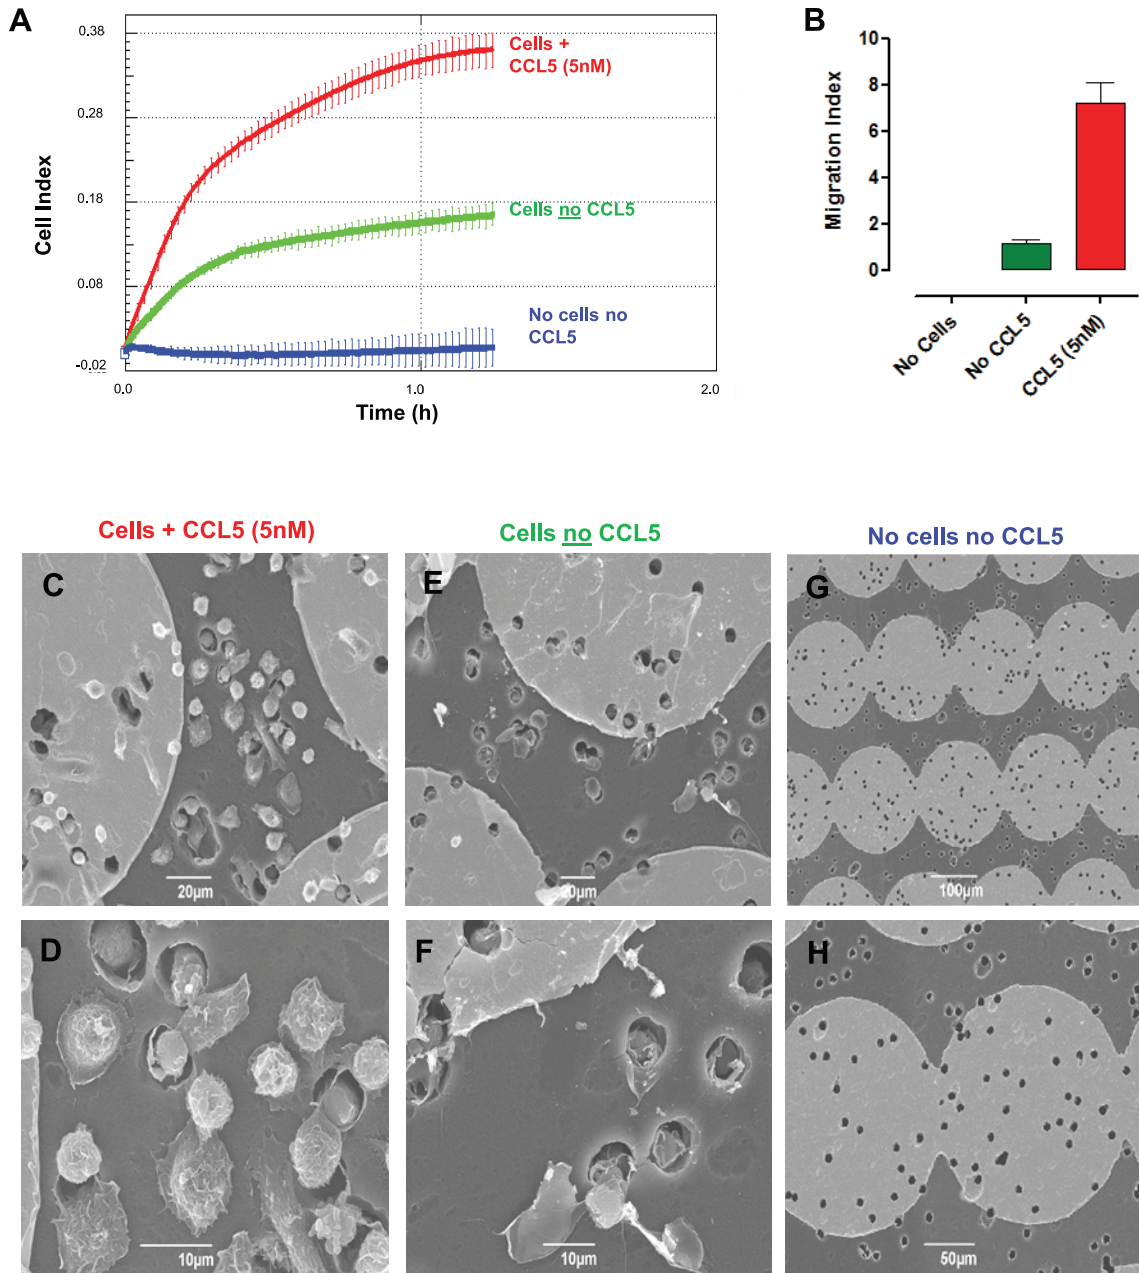 A
0.38
0.28
0.18
0.08
-0.02
Cell Index
0.0
1.0
2.0
Time (h)
Cells +
CCL5 (5nM)
Cells no CCL5
No cells no
CCL5
B
10
8
6
4
2
0
Migration Index
No Cells
No CCL5
CCL5 (5nM)
Cells + CCL5 (5nM)
Cells no CCL5
No cells no CCL5
C
20µm
E
20µm
G
100µm
D
10µm
F
10µm
H
50µm